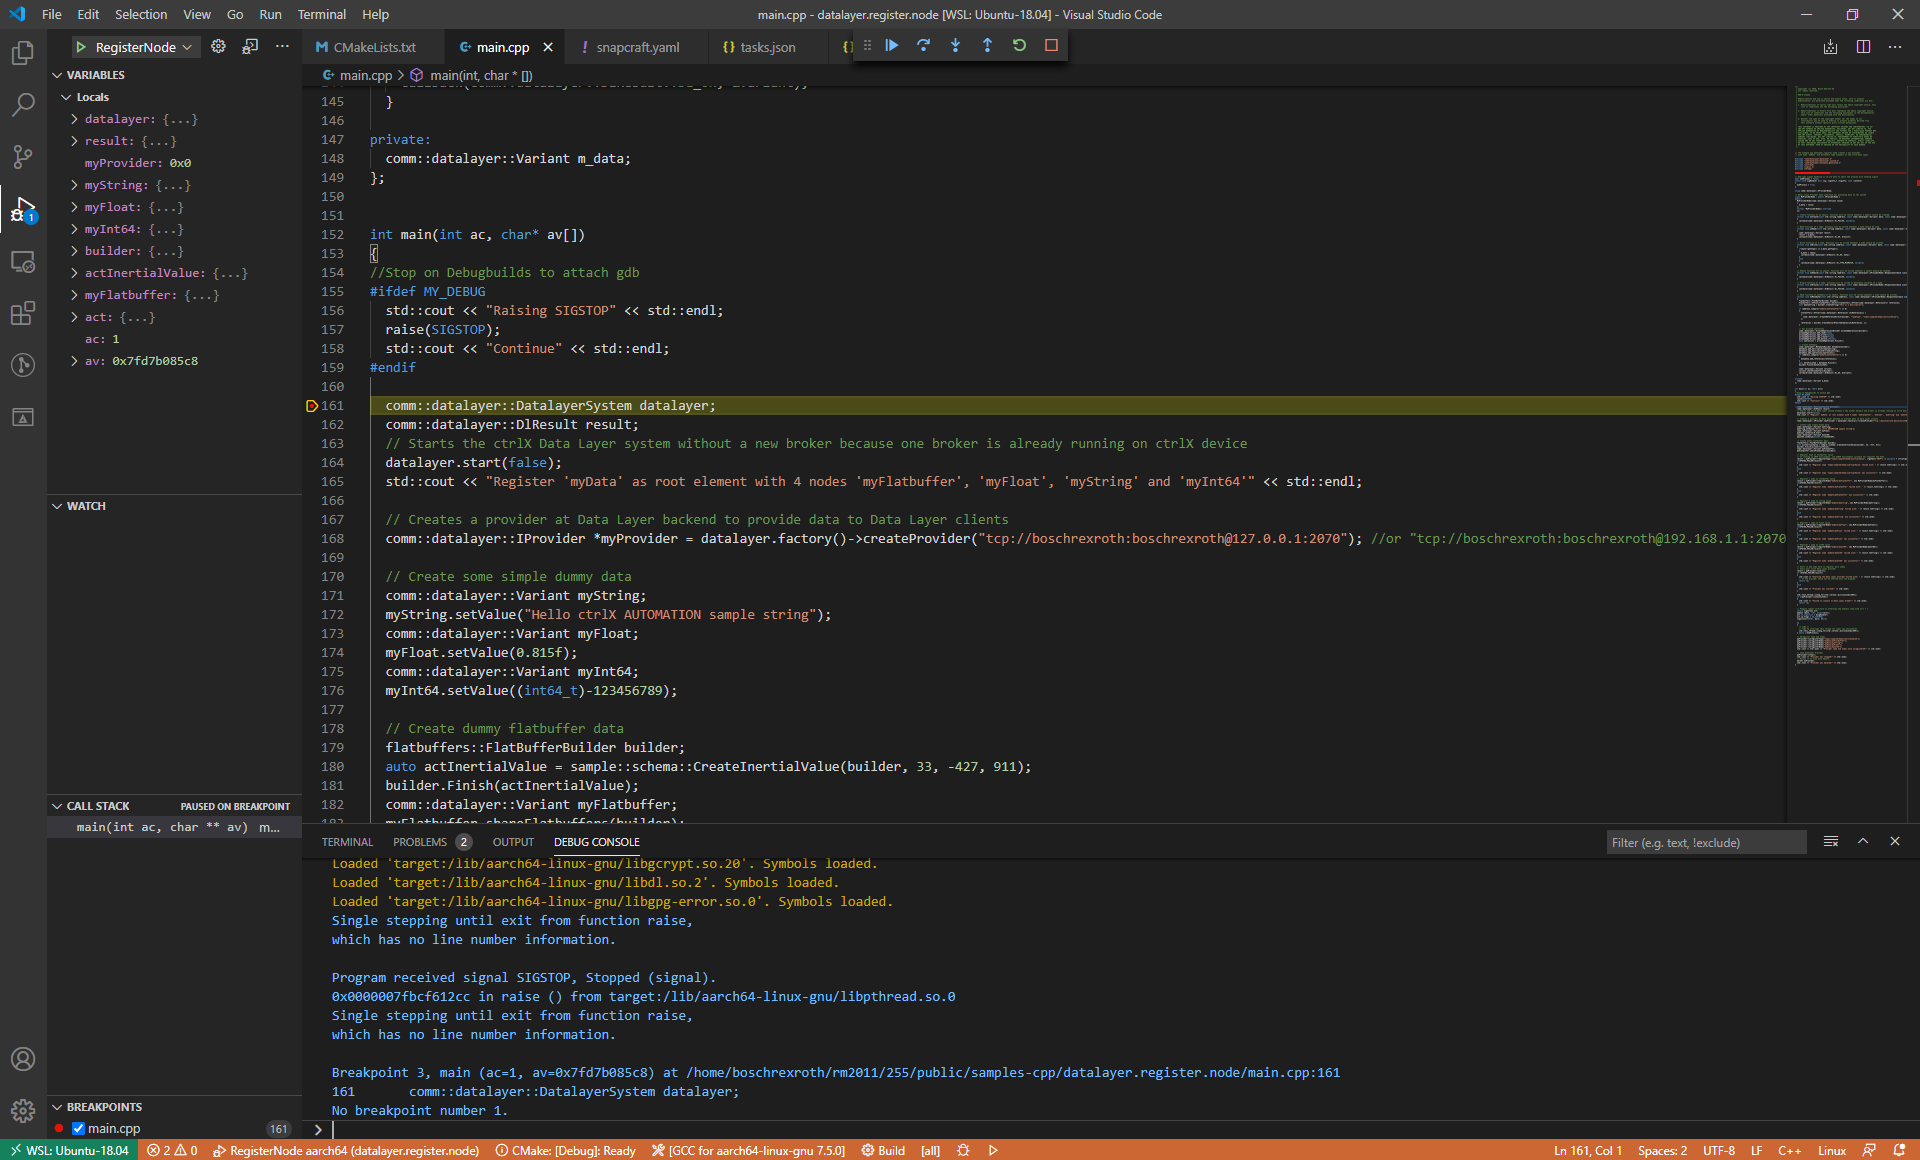 File Edit Selection View Go Run Terminal Help
main.cpp - datalayer.register.node [WSL: Ubuntu-18.04] - Visual Studio Code
RegisterNode
CMakeLists.txt
main.cpp
! snapcraft.yaml
{} tasks.json
{}
main.cpp > main(int, char * [])
1
VARIABLES
Locals
datalayer: {...}
result: {...}
myProvider: 0x0
myString: {...}
myFloat: {...}
myInt64: {...}
builder: {...}
actInertialValue: {...}
myFlatbuffer: {...}
act: {...}
ac: 1
av: 0x7fd7b085c8
WATCH
CALL STACK PAUSED ON BREAKPOINT
main(int ac, char ** av) m...
BREAKPOINTS
main.cpp 161
145 }
146
147 private:
148 comm::datalayer::Variant m_data;
149 };
150
151
152 int main(int ac, char* av[])
153 {
154 //Stop on Debugbuilds to attach gdb
155 #ifdef MY_DEBUG
156 std::cout << "Raising SIGSTOP" << std::endl;
157 raise(SIGSTOP);
158 std::cout << "Continue" << std::endl;
159 #endif
160
161 comm::datalayer::DatalayerSystem datalayer;
162 comm::datalayer::DlResult result;
163 // Starts the ctrlX Data Layer system without a new broker because one broker is already running on ctrlX device
164 datalayer.start(false);
165 std::cout << "Register 'myData' as root element with 4 nodes 'myFlatbuffer', 'myFloat', 'myString' and 'myInt64'" << std::endl;
166
167 // Creates a provider at Data Layer backend to provide data to Data Layer clients
168 comm::datalayer::IProvider *myProvider = datalayer.factory()->createProvider("tcp://boschrexroth:boschrexroth@127.0.0.1:2070"); //or "tcp://boschrexroth:boschrexroth@192.168.1.1:2070
169
170 // Create some simple dummy data
171 comm::datalayer::Variant myString;
172 myString.setValue("Hello ctrlX AUTOMATION sample string");
173 comm::datalayer::Variant myFloat;
174 myFloat.setValue(0.815f);
175 comm::datalayer::Variant myInt64;
176 myInt64.setValue((int64_t)-123456789);
177
178 // Create dummy flatbuffer data
179 flatbuffers::FlatBufferBuilder builder;
180 auto actInertialValue = sample::schema::CreateInertialValue(builder, 33, -427, 911);
181 builder.Finish(actInertialValue);
182 comm::datalayer::Variant myFlatbuffer;
183 myFlatbuffer.shareFlatbuffers(builder);
TERMINAL PROBLEMS 2 OUTPUT DEBUG CONSOLE
Filter (e.g. text, !exclude)
Loaded 'target:/lib/aarch64-linux-gnu/libgcrypt.so.20'. Symbols loaded.
Loaded 'target:/lib/aarch64-linux-gnu/libdl.so.2'. Symbols loaded.
Loaded 'target:/lib/aarch64-linux-gnu/libgpg-error.so.0'. Symbols loaded.
Single stepping until exit from function raise,
which has no line number information.
Program received signal SIGSTOP, Stopped (signal).
0x0000007fbcf612cc in raise () from target:/lib/aarch64-linux-gnu/libpthread.so.0
Single stepping until exit from function raise,
which has no line number information.
Breakpoint 3, main (ac=1, av=0x7fd7b085c8) at /home/boschrexroth/rm2011/255/public/samples-cpp/datalayer.register.node/main.cpp:161
161 comm::datalayer::DatalayerSystem datalayer;
No breakpoint number 1.
>
WSL: Ubuntu-18.04 2 0 RegisterNode aarch64 (datalayer.register.node) CMake: [Debug]: Ready [GCC for aarch64-linux-gnu 7.5.0] Build [all] Ln 161, Col 1 Spaces: 2 UTF-8 LF C++ Linux